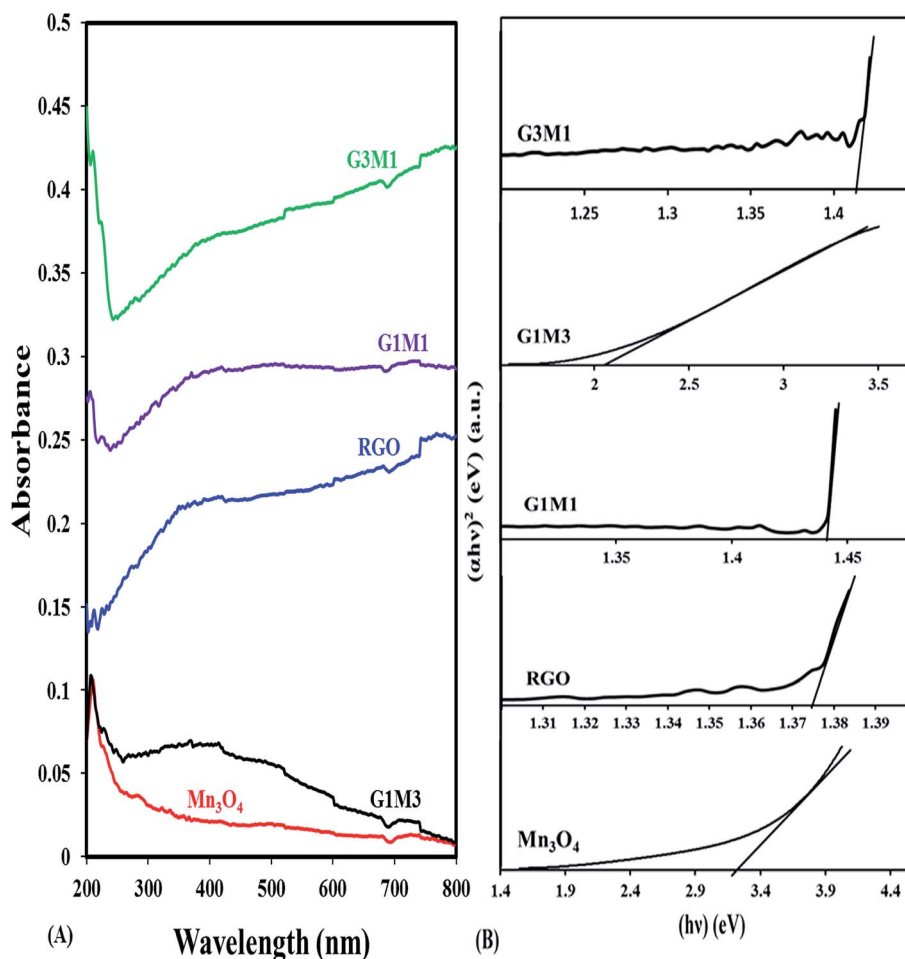 0.5
0.45
0.4
0.35
0.3
0.25
0.2
0.15
0.1
0.05
0
Absorbance
G3M1
G1M1
RGO
G1M3
Mn₃O₄
200 300 400 500 600 700 800
(A) Wavelength (nm)
(αhν)² (eV) (a.u.)
G3M1
1.25 1.3 1.35 1.4
G1M3
2 2.5 3 3.5
G1M1
1.35 1.4 1.45
RGO
1.31 1.32 1.33 1.34 1.35 1.36 1.37 1.38 1.39
Mn₃O₄
1.4 1.9 2.4 2.9 3.4 3.9 4.4
(B) (hν) (eV)